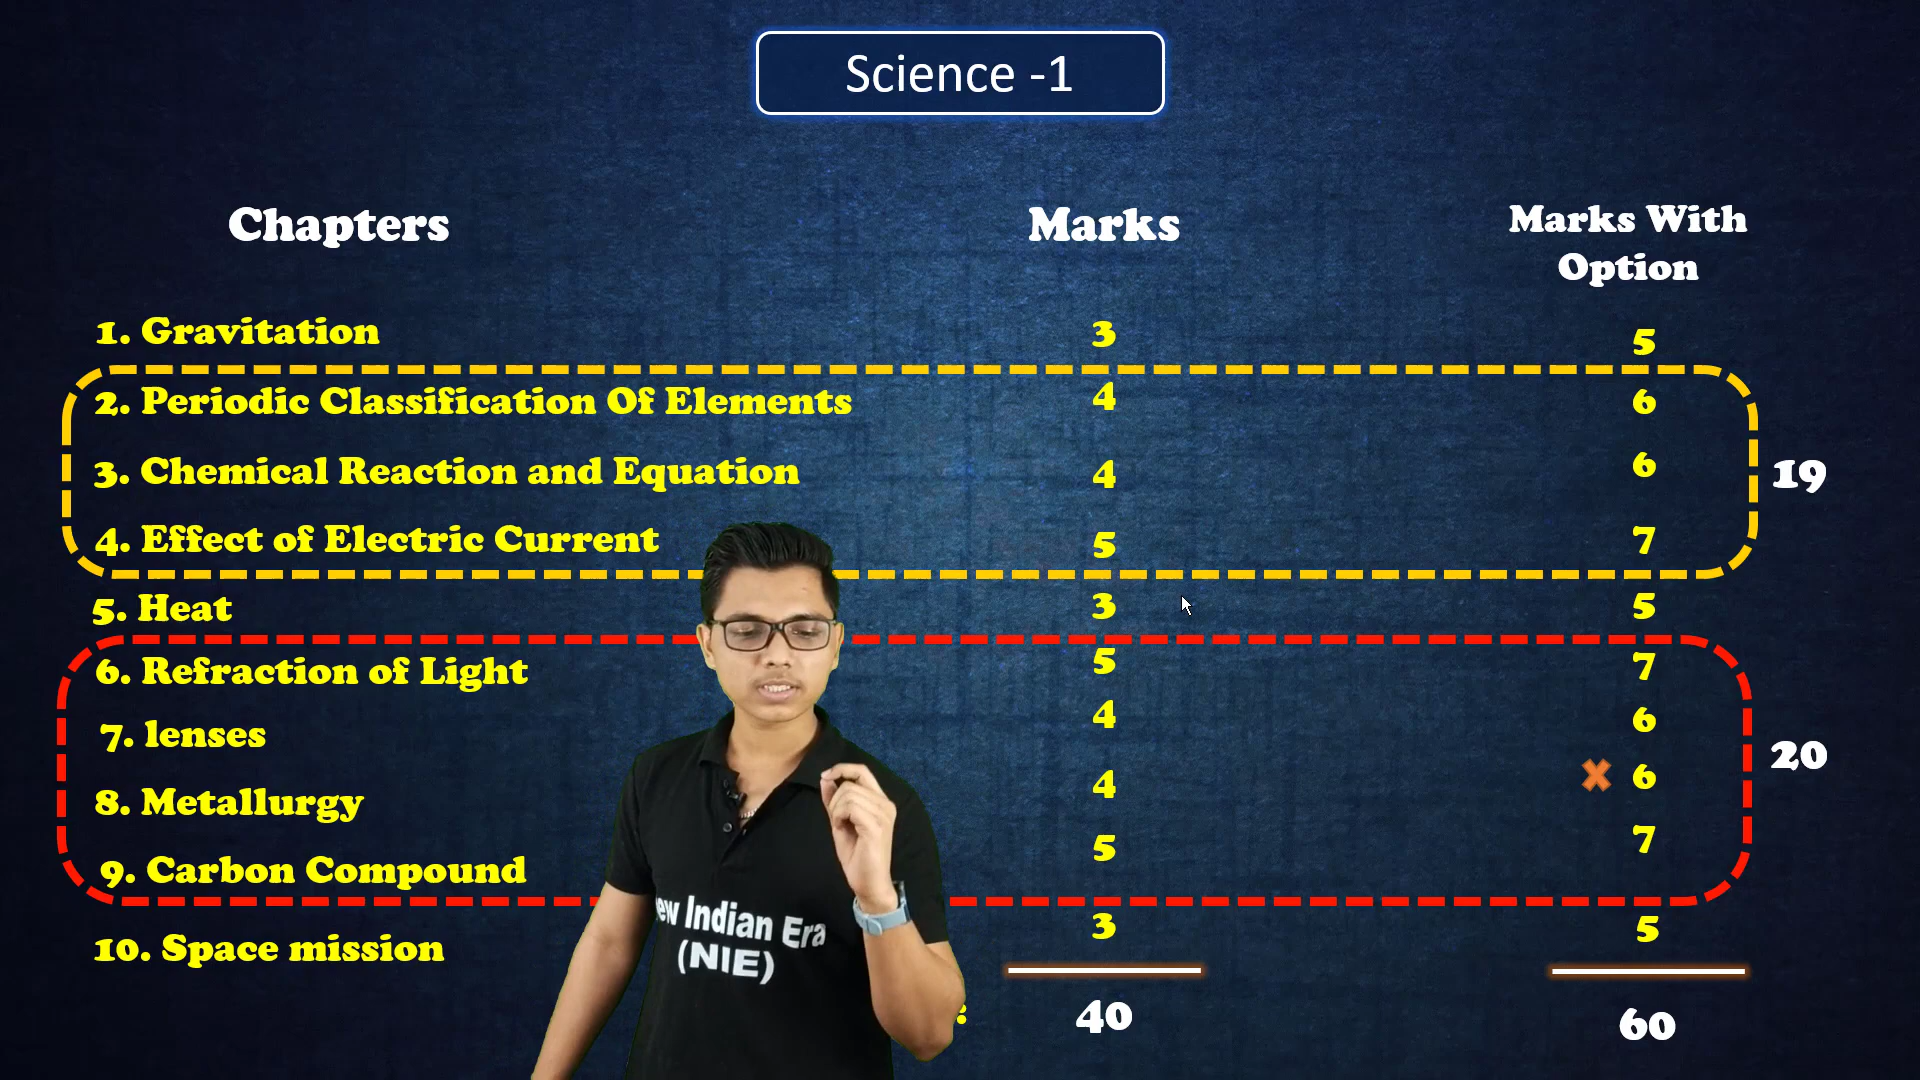 Science -1
Chapters Marks Marks With
Option
1. Gravitation 3 5
2. Periodic Classification Of Elements 4 6
3. Chemical Reaction and Equation 4 6
19
4. Effect of Electric Current 5 7
5. Heat 3 5
6. Refraction of Light 5 7
7. lenses 4 6
20
8. Metallurgy 4 6
9. Carbon Compound 5 7
10. Space mission 3 5
: 40 60
ew Indian Era
(NIE)